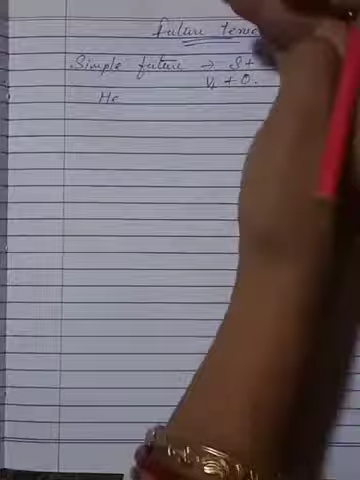 Future tense
Simple future → S+
V₁ + O.
He